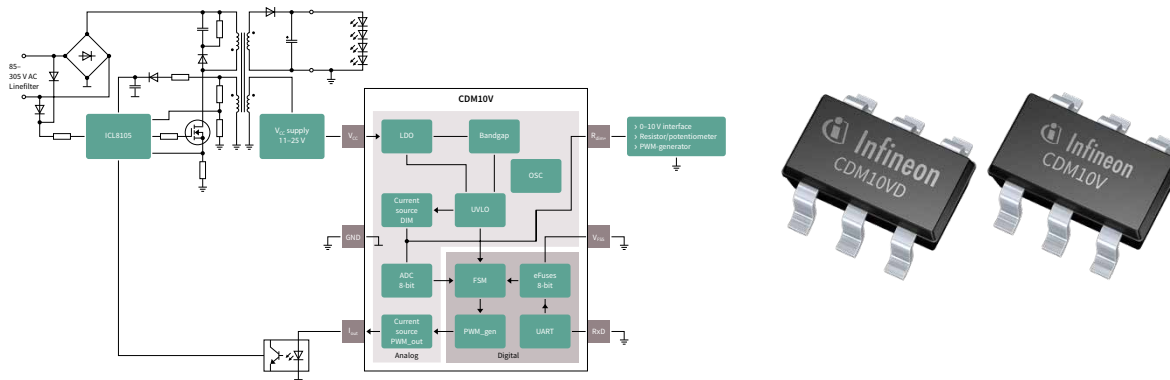 85–
305 V AC
Linefilter
ICL8105
VCC supply
11–25 V
CDM10V
VCC
LDO
Bandgap
Rdim+
> 0–10 V interface
> Resistor/potentiometer
> PWM-generator
OSC
Current
source
DIM
UVLO
GND
VFUS
ADC
8-bit
FSM
eFuses
8-bit
Iout
Current
source
PWM_out
PWM_gen
UART
RxD
Analog
Digital
Infineon
CDM10VD
Infineon
CDM10V